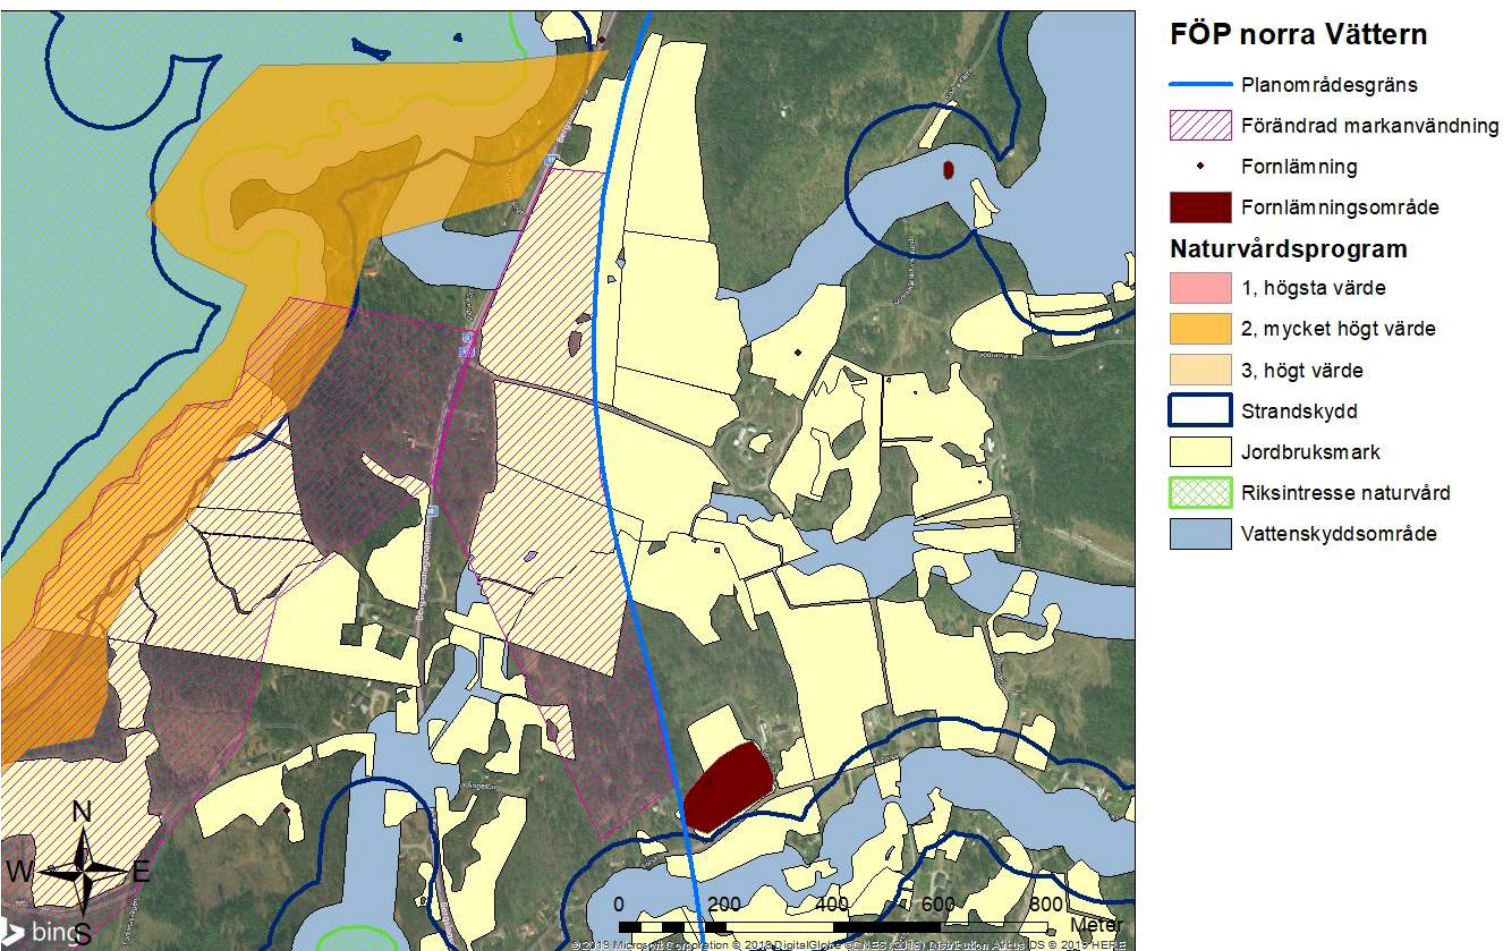 FÖP norra Vättern
Planområdesgräns
Förändrad markanvändning
Fornlämning
Fornlämningsområde
Naturvårdsprogram
1, högsta värde
2, mycket högt värde
3, högt värde
Strandskydd
Jordbruksmark
Riksintresse naturvård
Vattenskyddsområde
N
W
E
S
bing
0 200 400 600 800
Meter